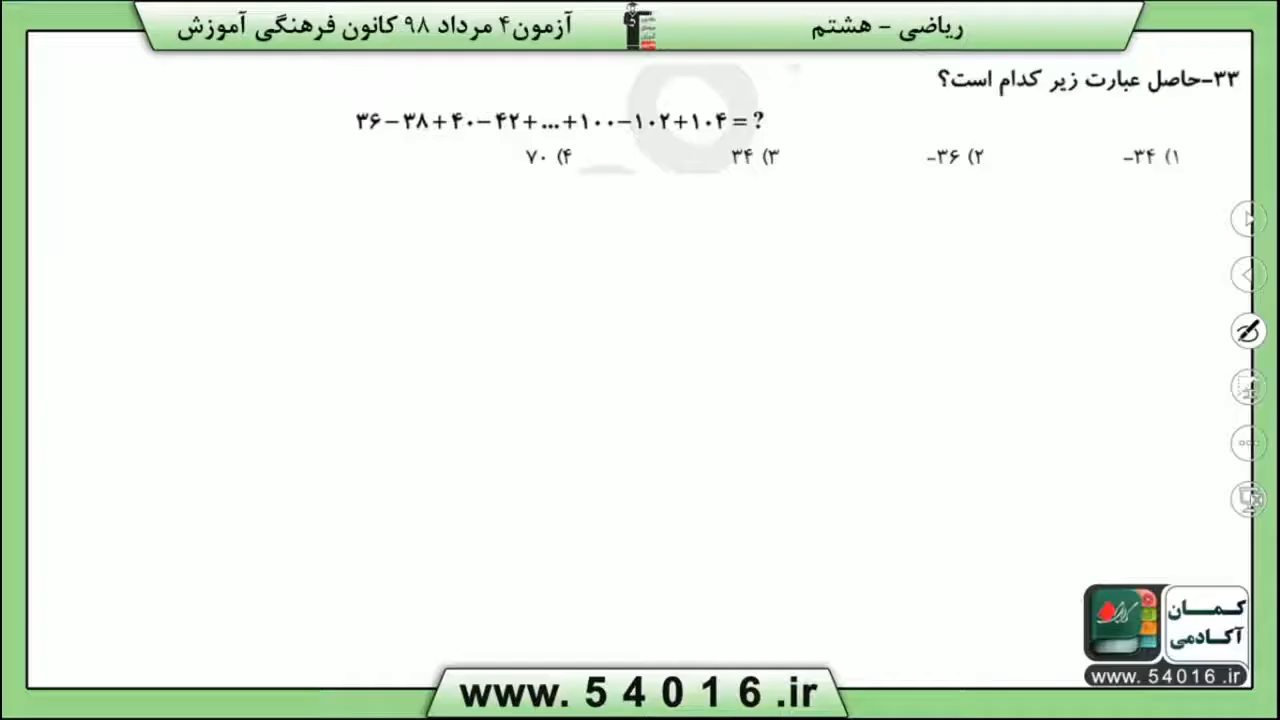 ریاضی - هشتم
آزمون۴ مرداد ۹۸ کانون فرهنگی آموزش
۳۳-حاصل عبارت زیر کدام است؟
۳۶-۳۸+۴۰-۴۲+...+۱۰۰-۱۰۲+۱۰۴=?
۱) ۳۴-
۲) ۳۶-
۳) ۳۴
۴) ۷۰
کمان
آکادمی
www. 54016 .ir
www. 5 4 0 1 6 .ir